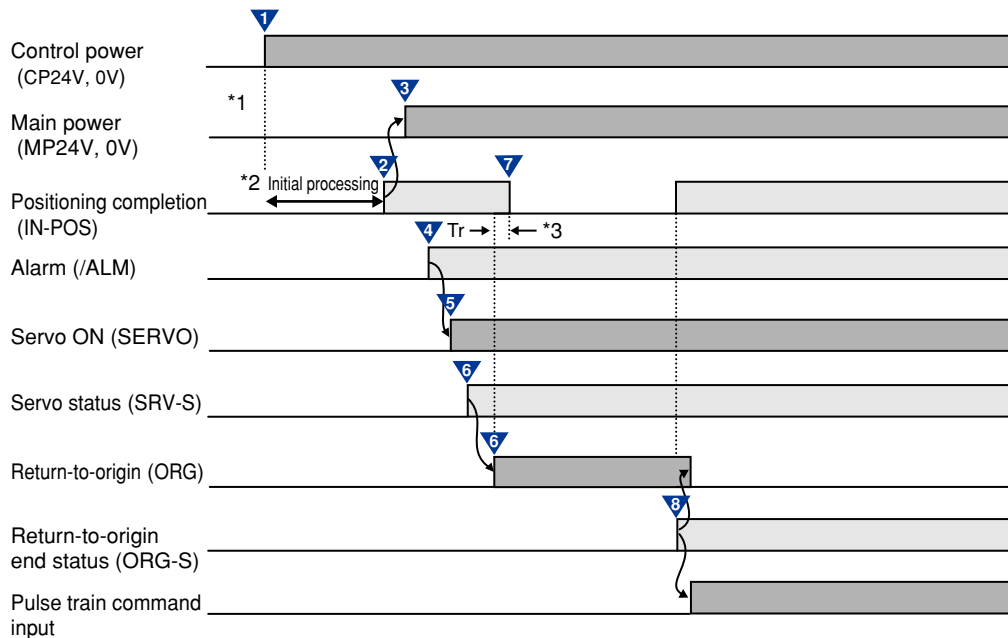 1
Control power
(CP24V, 0V)
*1
3
Main power
(MP24V, 0V)
2
7
*2 Initial processing
Positioning completion
(IN-POS)
Tr
*3
4
Alarm (/ALM)
5
Servo ON (SERVO)
6
Servo status (SRV-S)
6
Return-to-origin (ORG)
8
Return-to-origin
end status (ORG-S)
Pulse train command
input